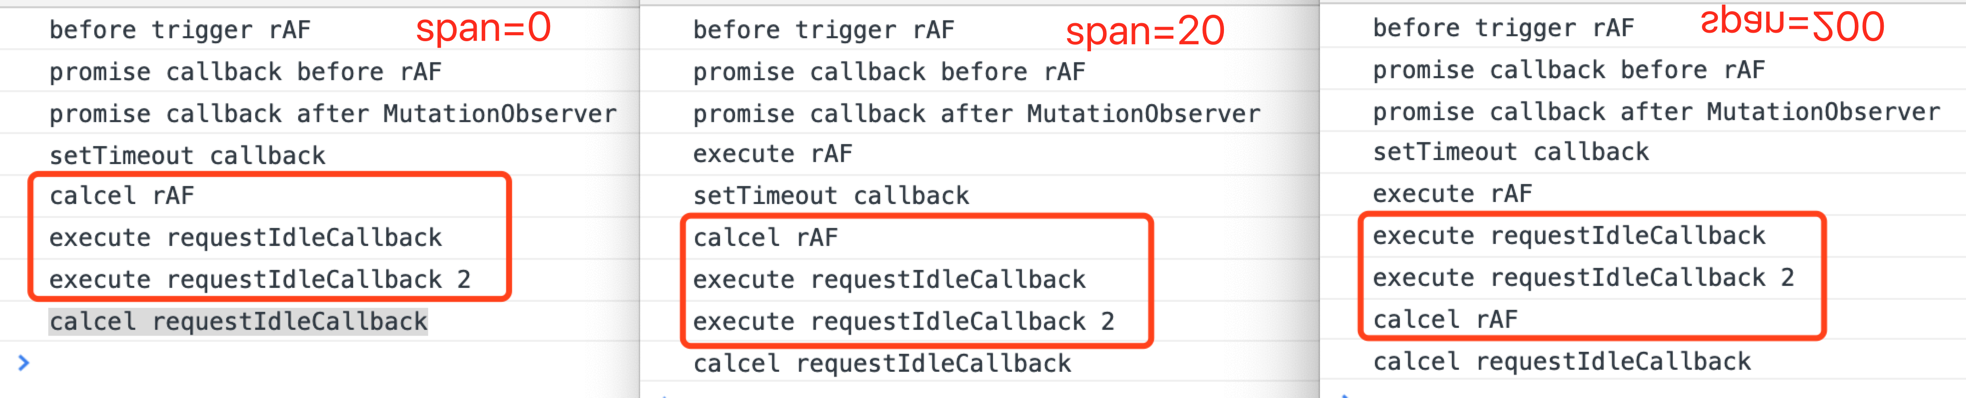 before trigger rAF span=0
promise callback before rAF
promise callback after MutationObserver
setTimeout callback
calcel rAF
execute requestIdleCallback
execute requestIdleCallback 2
calcel requestIdleCallback
before trigger rAF span=20
promise callback before rAF
promise callback after MutationObserver
execute rAF
setTimeout callback
calcel rAF
execute requestIdleCallback
execute requestIdleCallback 2
calcel requestIdleCallback
before trigger rAF span=200
promise callback before rAF
promise callback after MutationObserver
setTimeout callback
execute rAF
execute requestIdleCallback
execute requestIdleCallback 2
calcel rAF
calcel requestIdleCallback